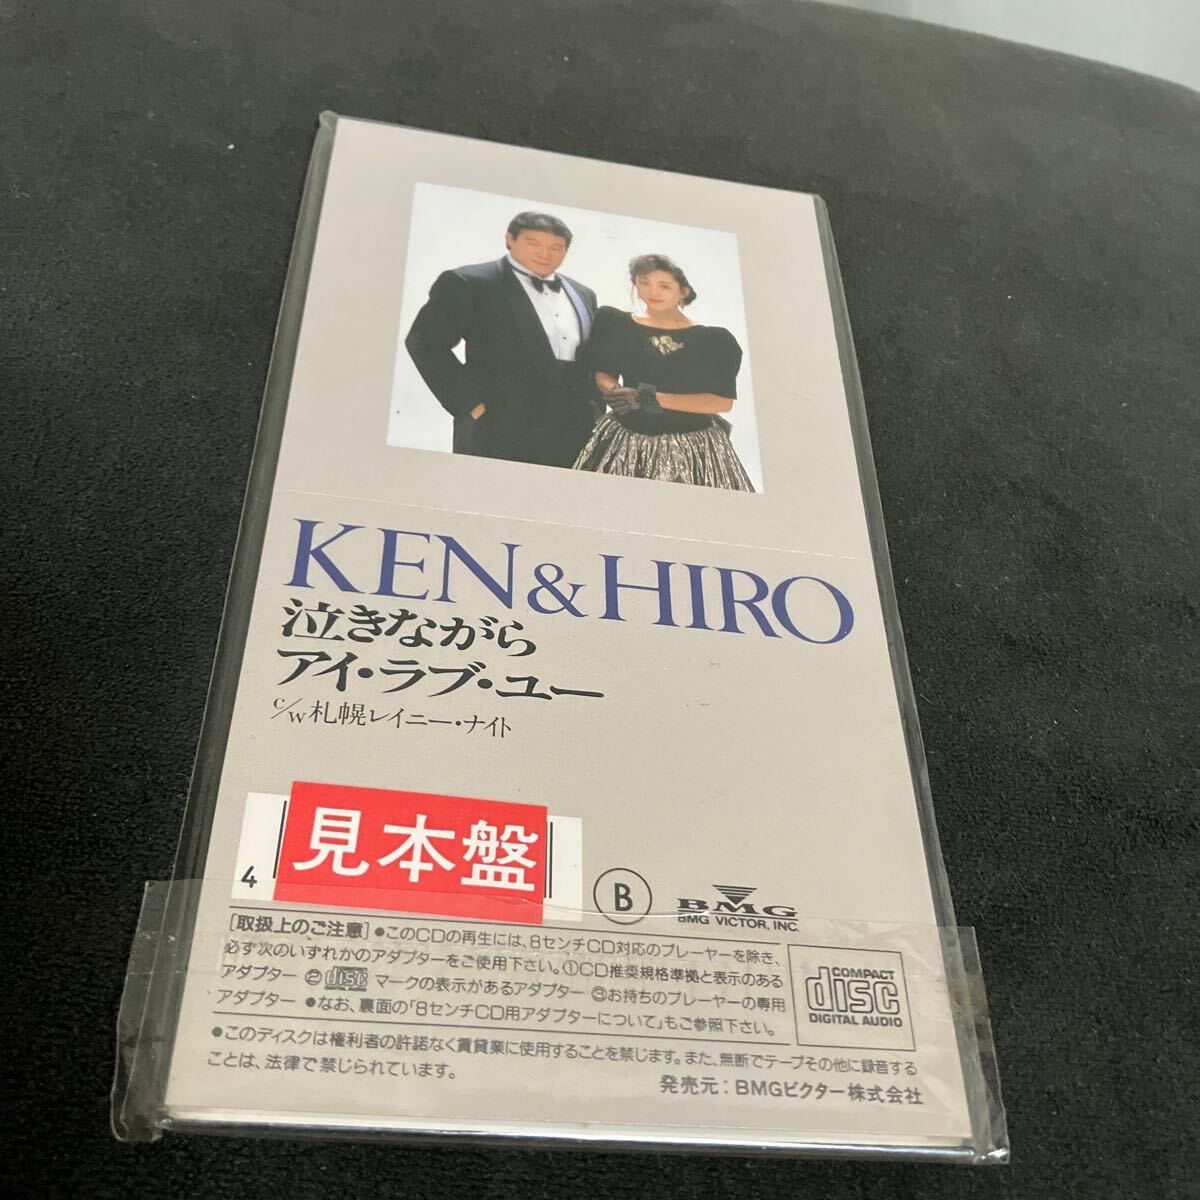 KEN&HIRO
泣きながら
アイ・ラブ・ユー
c/w 札幌レイニー・ナイト
見本盤
4
B
BMG
BMG VICTOR, INC.
[取扱上のご注意] ●このCDの再生には、8センチCD対応のプレーヤーを除き、
必ず次のいずれかのアダプターをご使用下さい。①CD推奨規格準拠と表示のある
アダプター ② disc DIGITAL AUDIO マークの表示があるアダプター ③お持ちのプレーヤーの専用
アダプター ●なお、裏面の「8センチCD用アダプターについて」もご参照下さい。
COMPACT
disc
DIGITAL AUDIO
●このディスクは権利者の許諾なく賃貸業に使用することを禁じます。また、無断でテープその他に録音する
ことは、法律で禁じられています。
発売元：BMGビクター株式会社